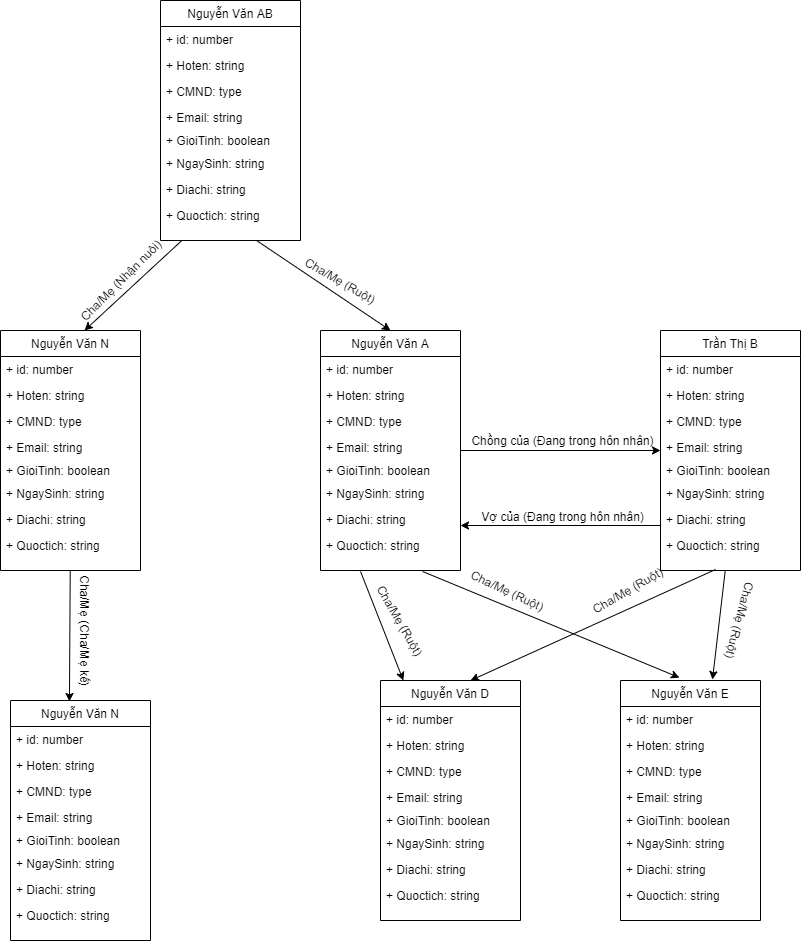 Nguyễn Văn AB
+ id: number
+ Hoten: string
+ CMND: type
+ Email: string
+ GioiTinh: boolean
+ NgaySinh: string
+ Diachi: string
+ Quoctich: string
Cha/Mẹ (Nhận nuôi)
Cha/Mẹ (Ruột)
Nguyễn Văn N
+ id: number
+ Hoten: string
+ CMND: type
+ Email: string
+ GioiTinh: boolean
+ NgaySinh: string
+ Diachi: string
+ Quoctich: string
Nguyễn Văn A
+ id: number
+ Hoten: string
+ CMND: type
+ Email: string
+ GioiTinh: boolean
+ NgaySinh: string
+ Diachi: string
+ Quoctich: string
Chồng của (Đang trong hôn nhân)
Vợ của (Đang trong hôn nhân)
Trần Thị B
+ id: number
+ Hoten: string
+ CMND: type
+ Email: string
+ GioiTinh: boolean
+ NgaySinh: string
+ Diachi: string
+ Quoctich: string
Cha/Mẹ (Cha/Mẹ kế)
Cha/Mẹ (Ruột)
Cha/Mẹ (Ruột)
Cha/Mẹ (Ruột)
Cha/Mẹ (Ruột)
Nguyễn Văn N
+ id: number
+ Hoten: string
+ CMND: type
+ Email: string
+ GioiTinh: boolean
+ NgaySinh: string
+ Diachi: string
+ Quoctich: string
Nguyễn Văn D
+ id: number
+ Hoten: string
+ CMND: type
+ Email: string
+ GioiTinh: boolean
+ NgaySinh: string
+ Diachi: string
+ Quoctich: string
Nguyễn Văn E
+ id: number
+ Hoten: string
+ CMND: type
+ Email: string
+ GioiTinh: boolean
+ NgaySinh: string
+ Diachi: string
+ Quoctich: string